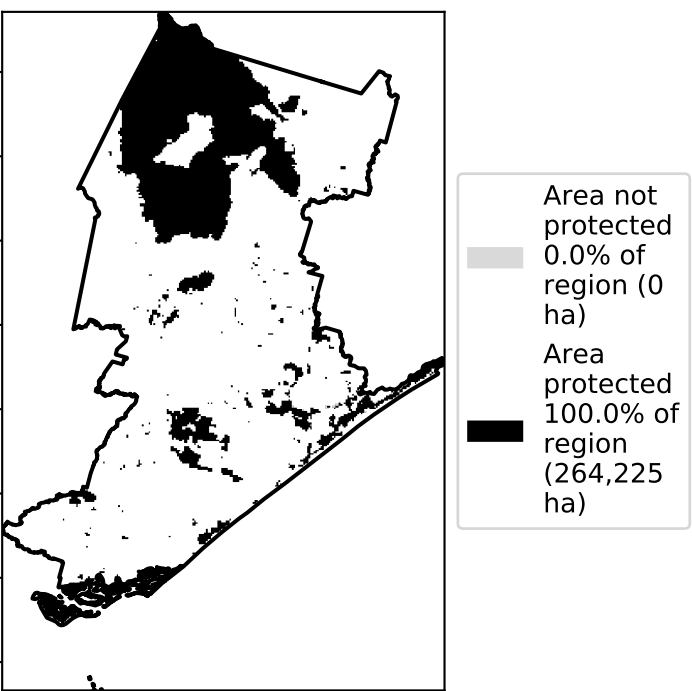 Area not
protected
0.0% of
region (0
ha)
Area
protected
100.0% of
region
(264,225
ha)